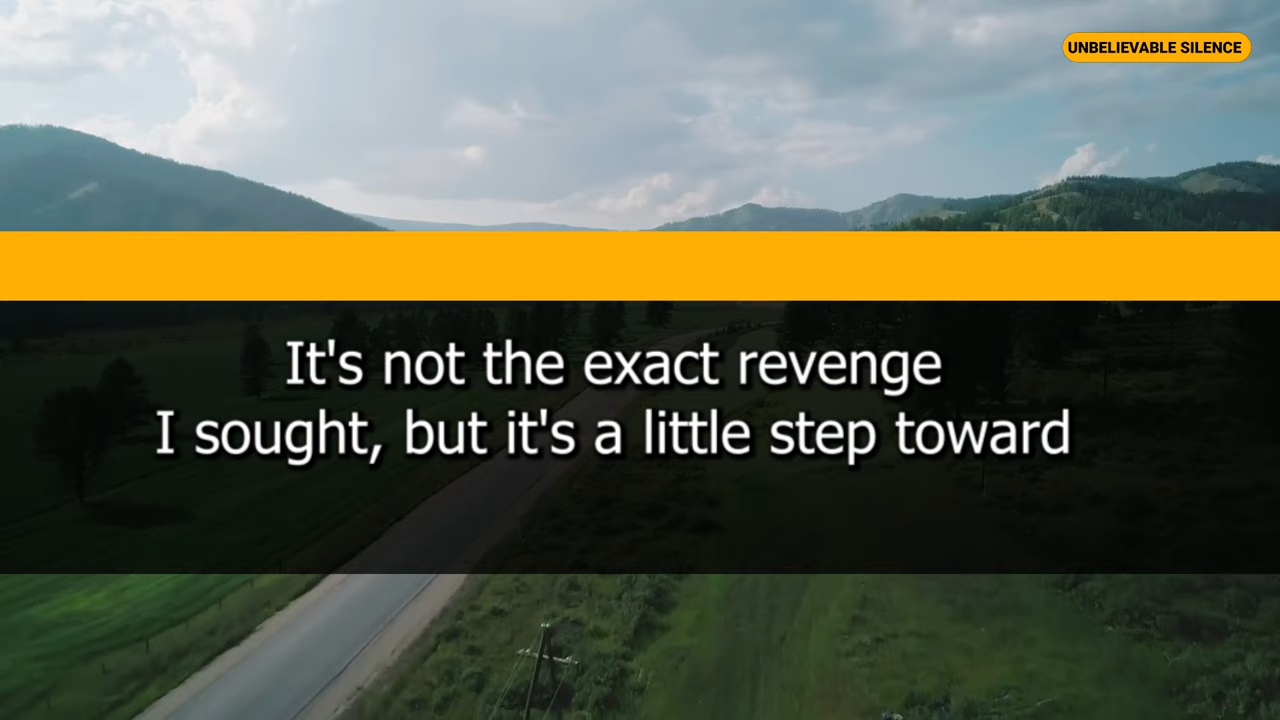 UNBELIEVABLE SILENCE
It's not the exact revenge
I sought, but it's a little step toward